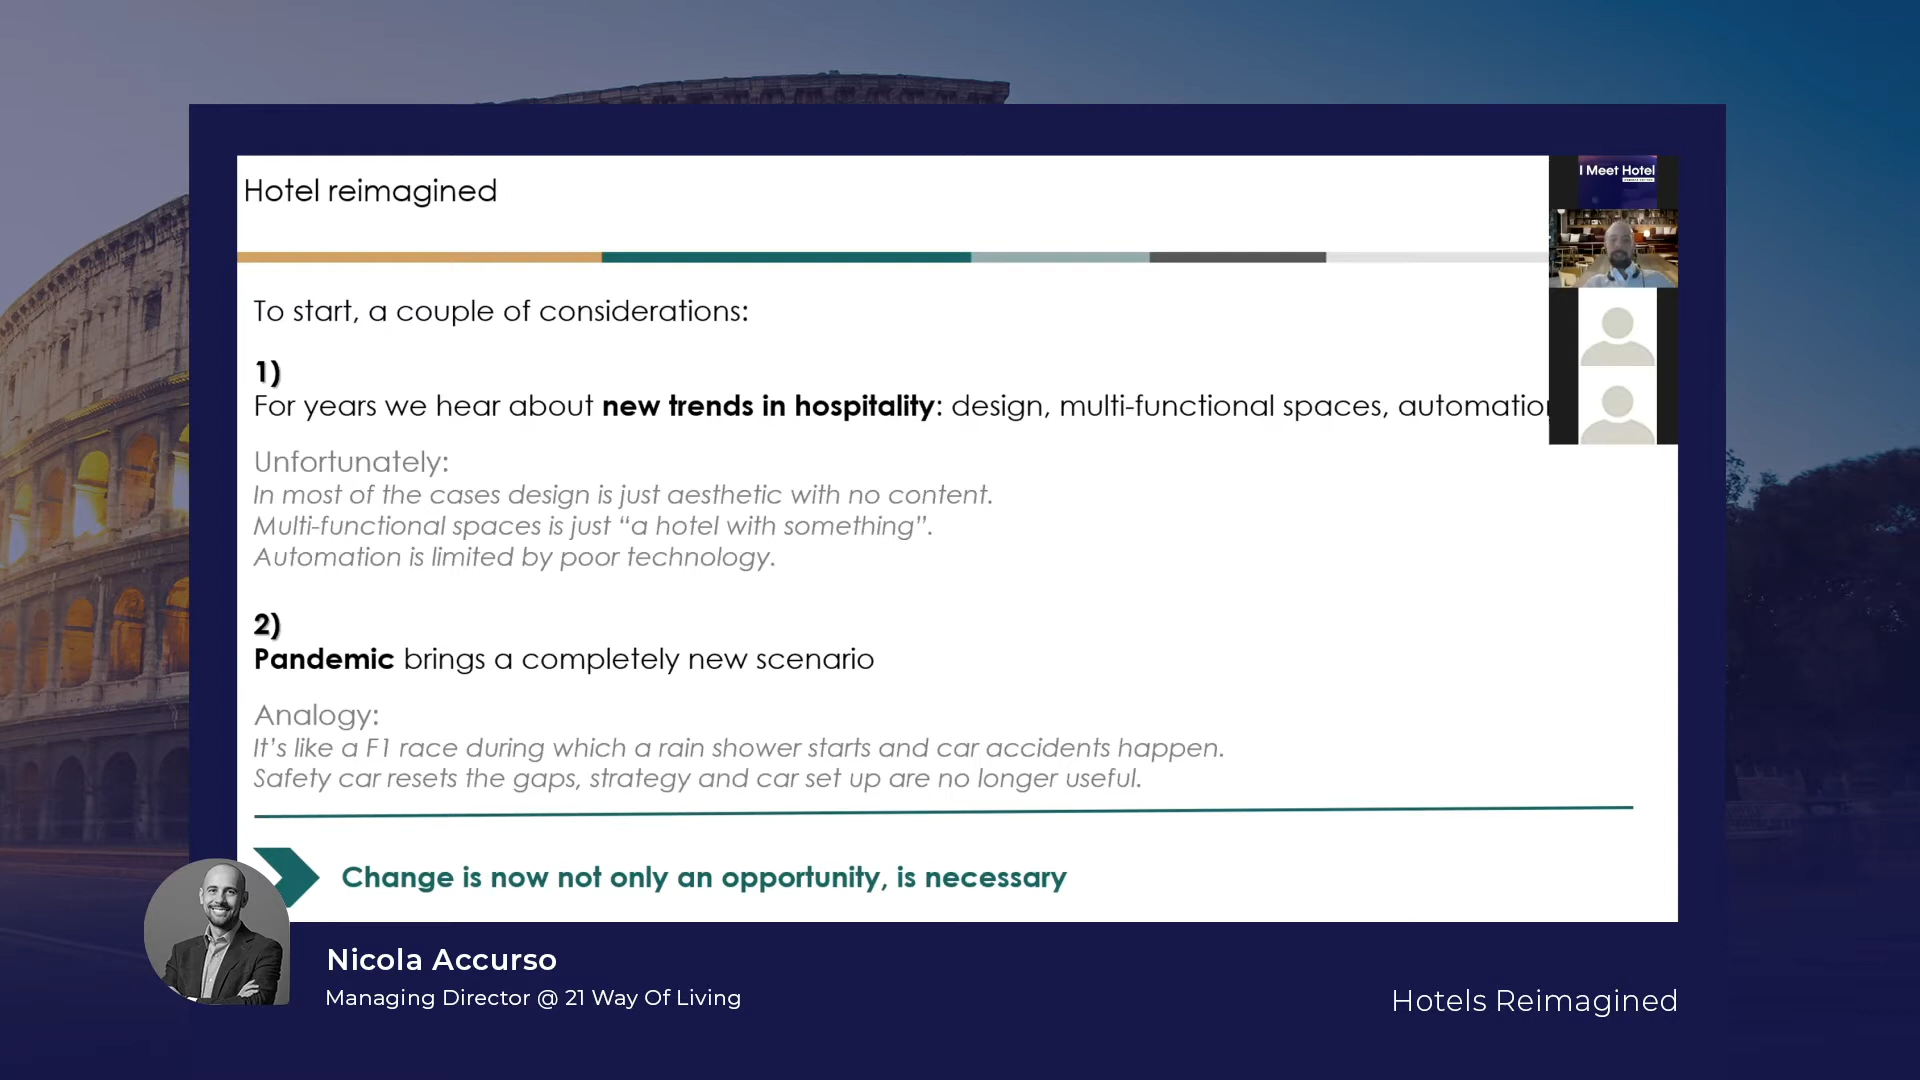 I Meet Hotel
Hotel reimagined
To start, a couple of considerations:
1)
For years we hear about new trends in hospitality: design, multi-functional spaces, automation
Unfortunately:
In most of the cases design is just aesthetic with no content.
Multi-functional spaces is just “a hotel with something”.
Automation is limited by poor technology.
2)
Pandemic brings a completely new scenario
Analogy:
It's like a F1 race during which a rain shower starts and car accidents happen.
Safety car resets the gaps, strategy and car set up are no longer useful.
Change is now not only an opportunity, is necessary
Nicola Accurso
Managing Director @ 21 Way Of Living
Hotels Reimagined